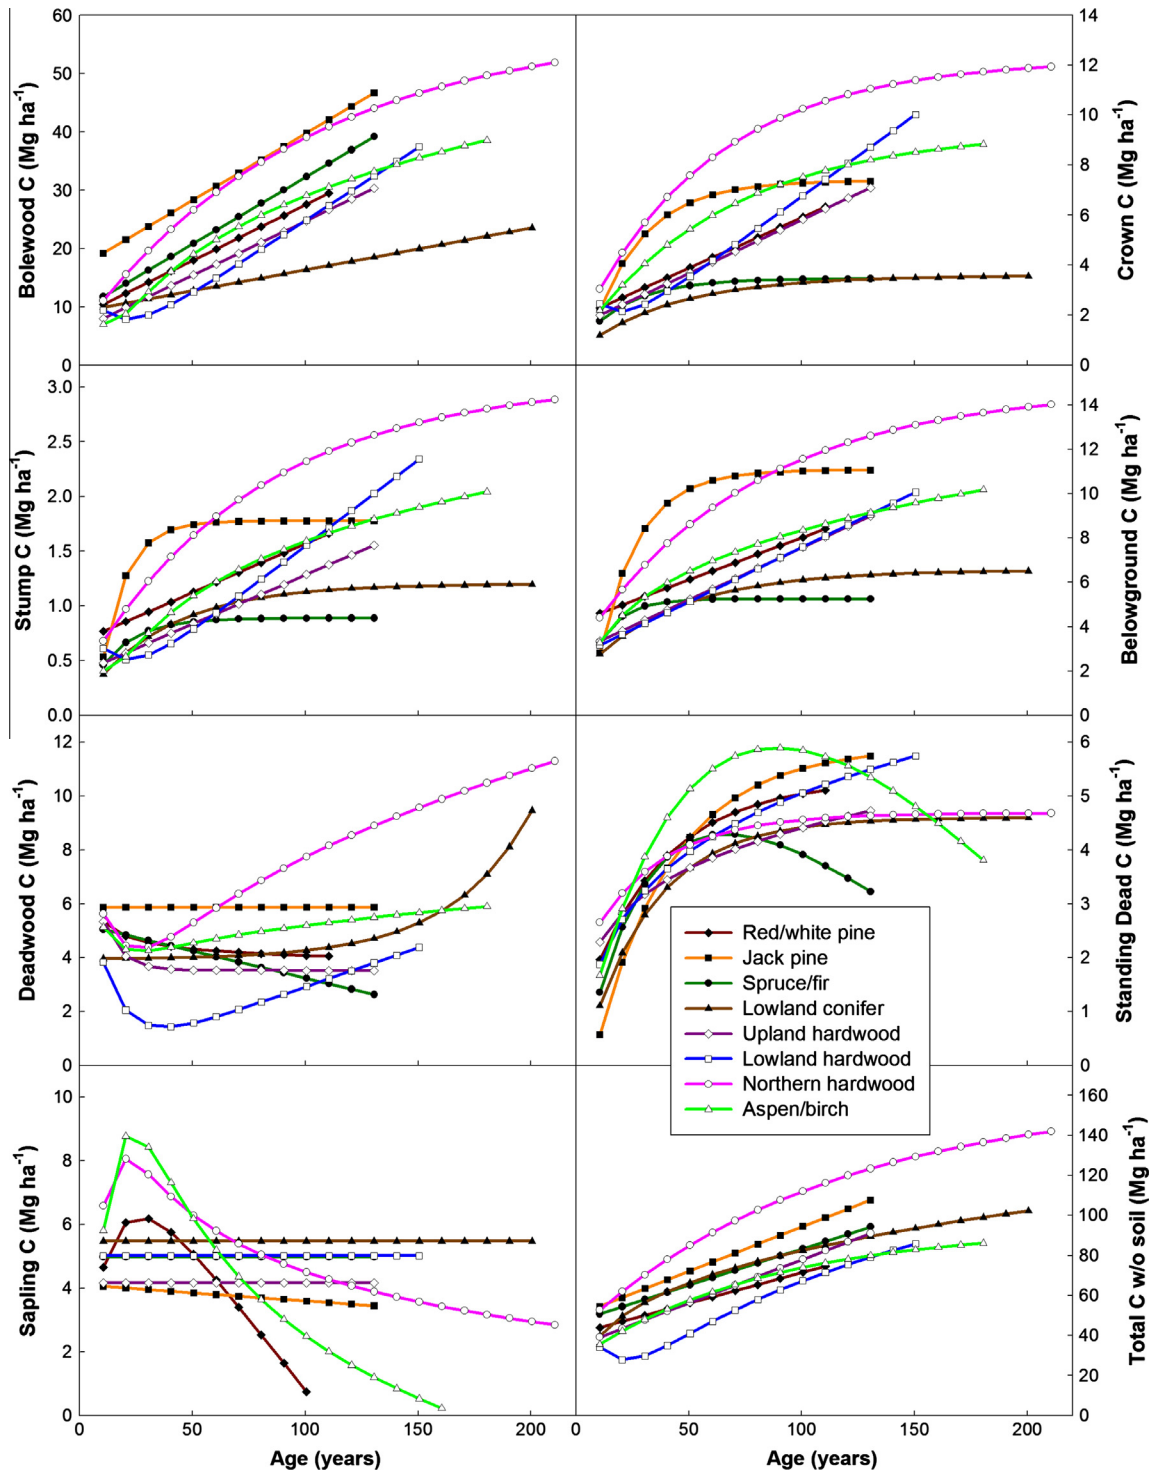 60
50
40
30
20
10
0
Bolewood C (Mg ha⁻¹)
14
12
10
8
6
4
2
0
Crown C (Mg ha⁻¹)
3.0
2.5
2.0
1.5
1.0
0.5
0.0
Stump C (Mg ha⁻¹)
14
12
10
8
6
4
2
0
Belowground C (Mg ha⁻¹)
12
10
8
6
4
2
0
Deadwood C (Mg ha⁻¹)
6
5
4
3
2
1
0
Standing Dead C (Mg ha⁻¹)
Red/white pine
Jack pine
Spruce/fir
Lowland conifer
Upland hardwood
Lowland hardwood
Northern hardwood
Aspen/birch
10
8
6
4
2
0
Sapling C (Mg ha⁻¹)
160
140
120
100
80
60
40
20
0
Total C w/o soil (Mg ha⁻¹)
0 50 100 150 200
Age (years)
50 100 150 200
Age (years)